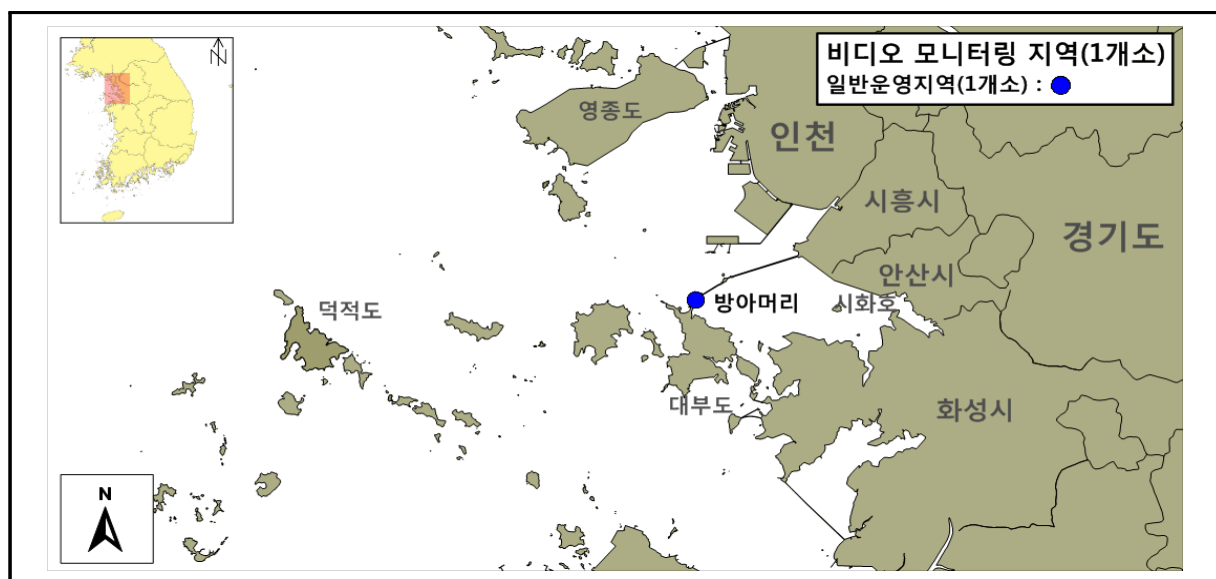 N
비디오 모니터링 지역(1개소)
일반운영지역(1개소) :
영종도
인천
시흥시
경기도
안산시
덕적도
방아머리
시화호
대부도
화성시
N